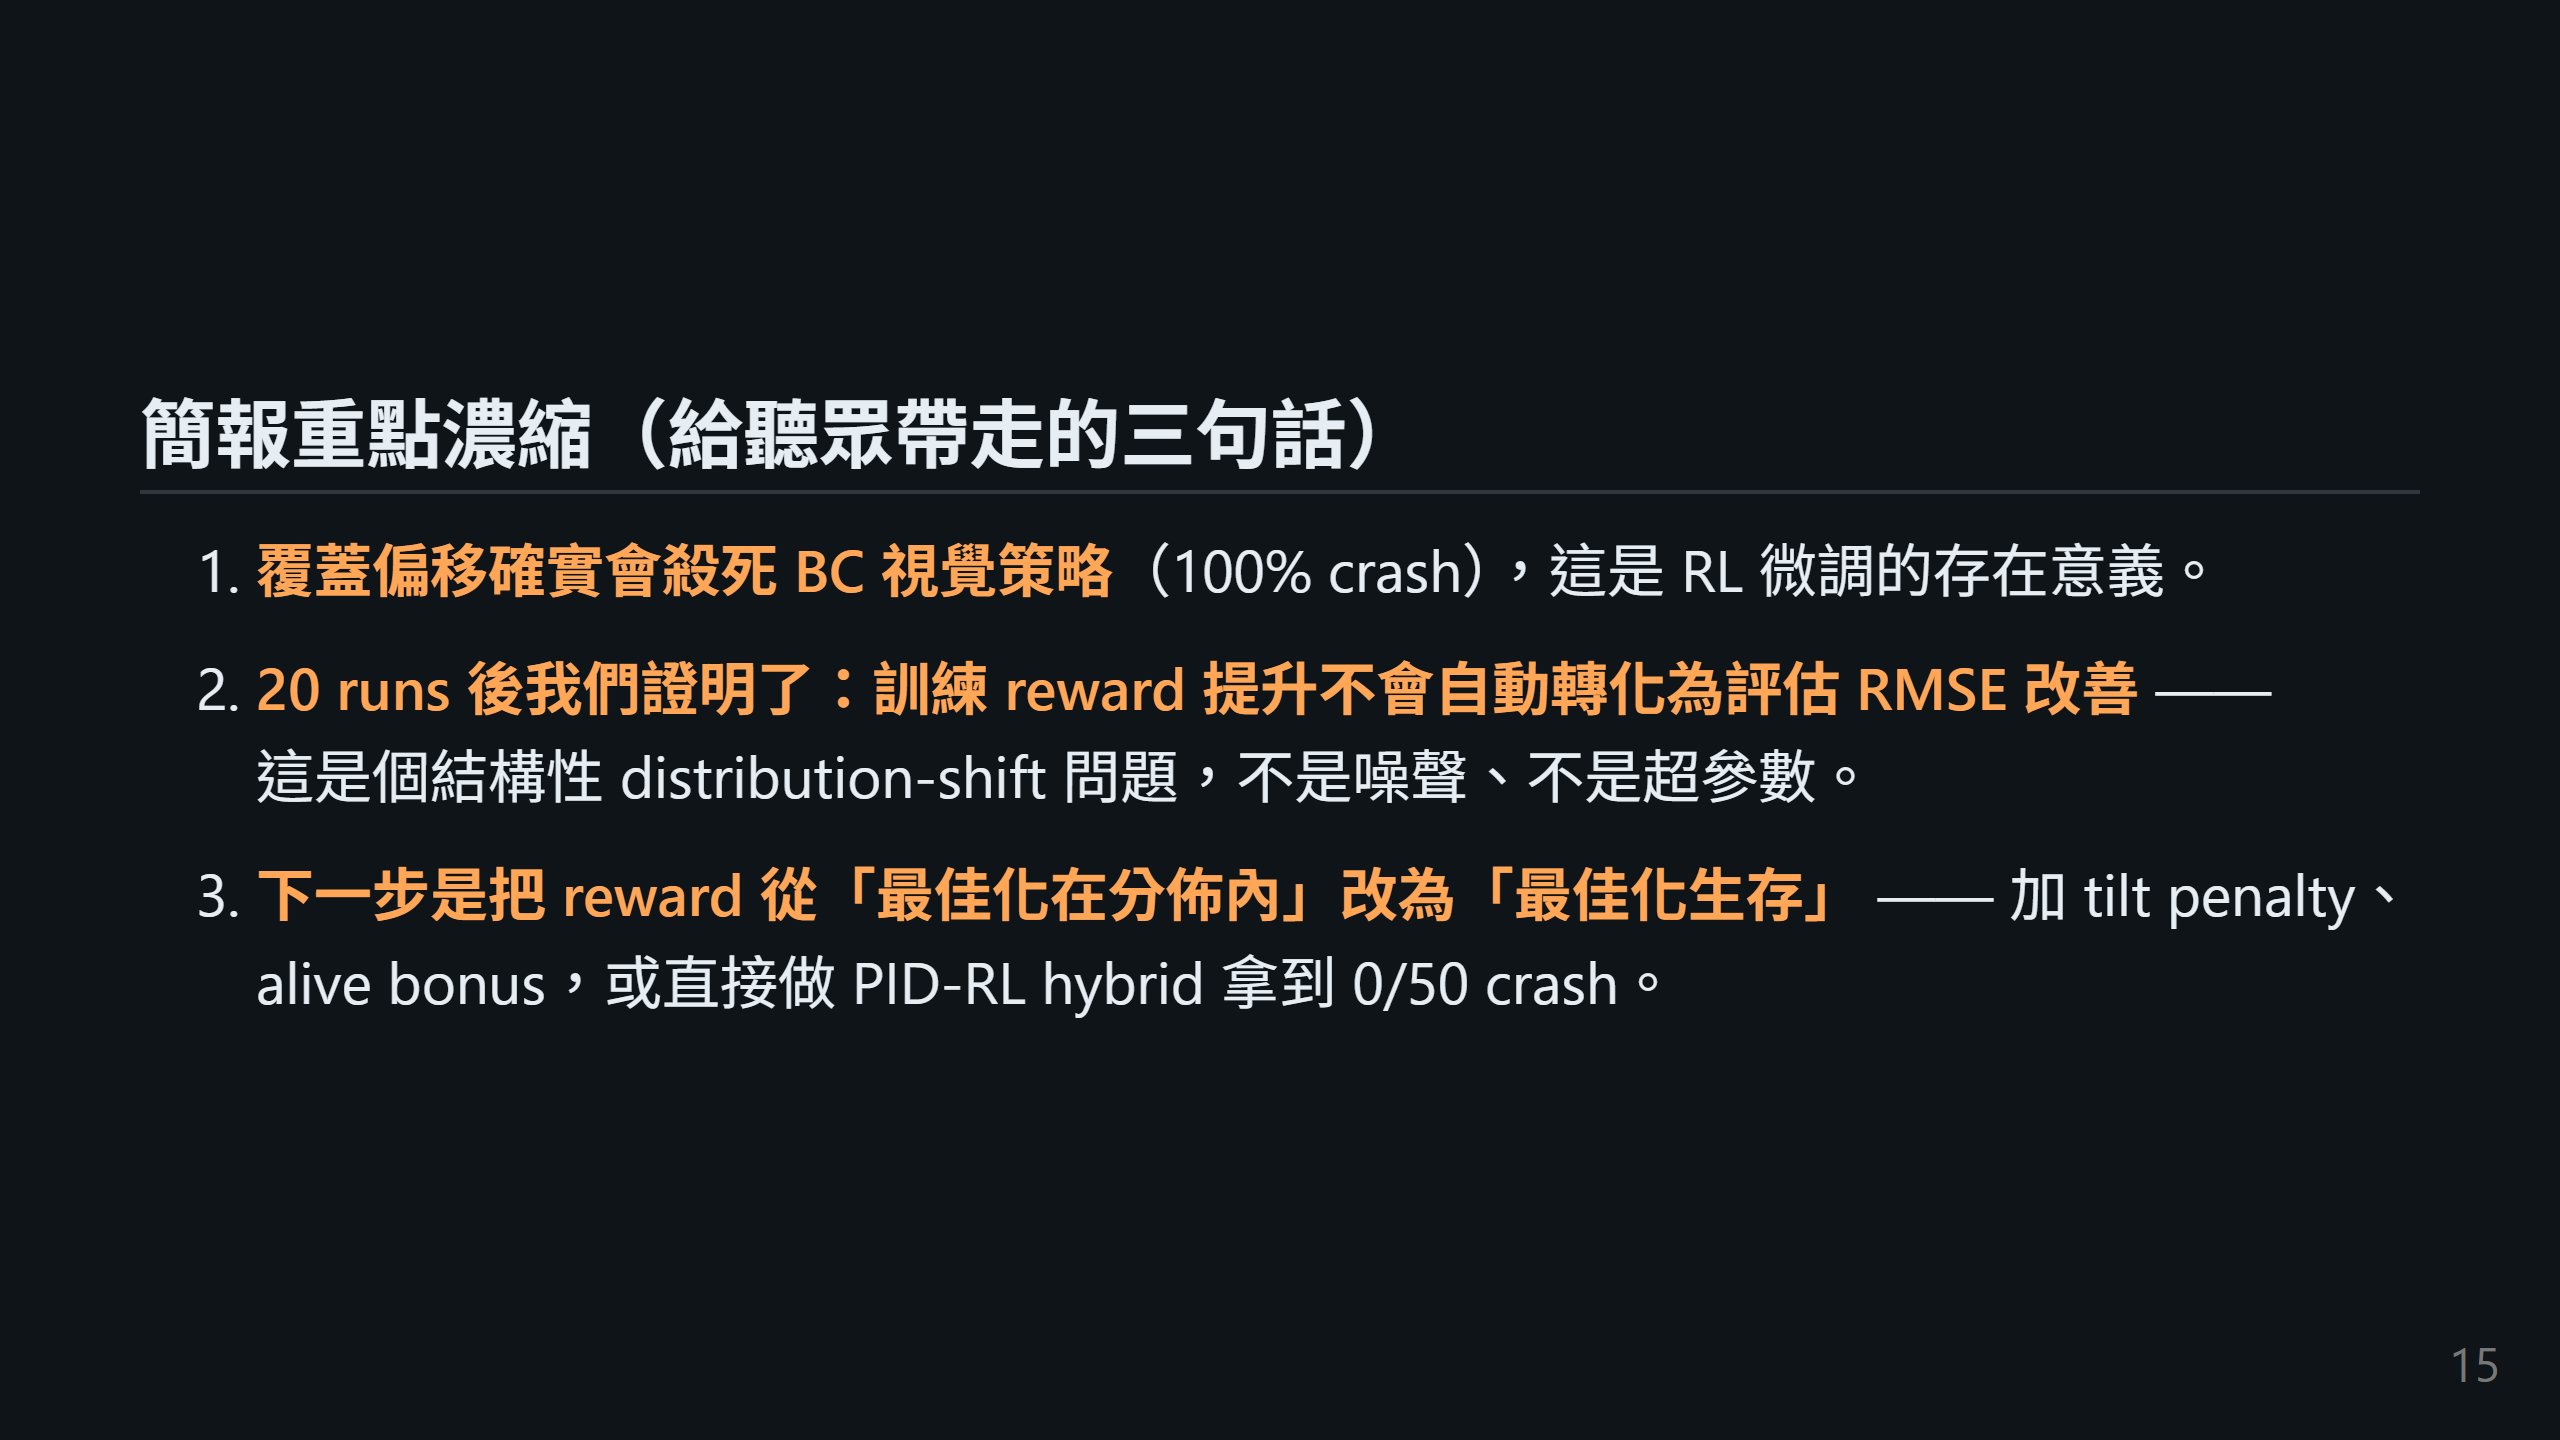 簡報重點濃縮（給聽眾帶走的三句話）
1. 覆蓋偏移確實會殺死 BC 視覺策略（100% crash），這是 RL 微調的存在意義。
2. 20 runs 後我們證明了：訓練 reward 提升不會自動轉化為評估 RMSE 改善 ——
這是個結構性 distribution-shift 問題，不是噪聲、不是超參數。
3. 下一步是把 reward 從「最佳化在分佈內」改為「最佳化生存」 —— 加 tilt penalty、
alive bonus，或直接做 PID-RL hybrid 拿到 0/50 crash。
15